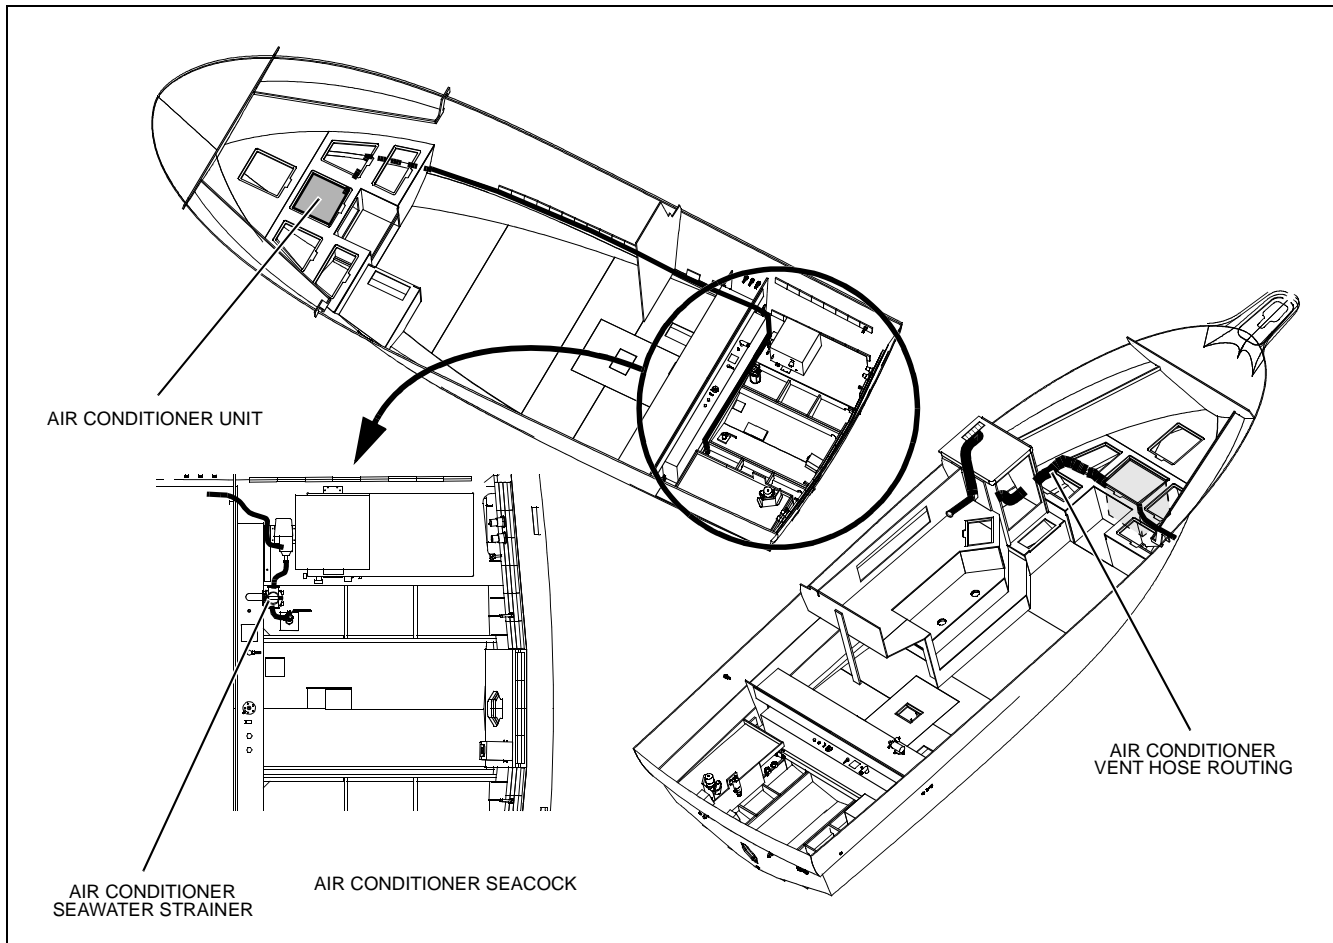 AIR CONDITIONER UNIT
AIR CONDITIONER
VENT HOSE ROUTING
AIR CONDITIONER
SEAWATER STRAINER
AIR CONDITIONER SEACOCK